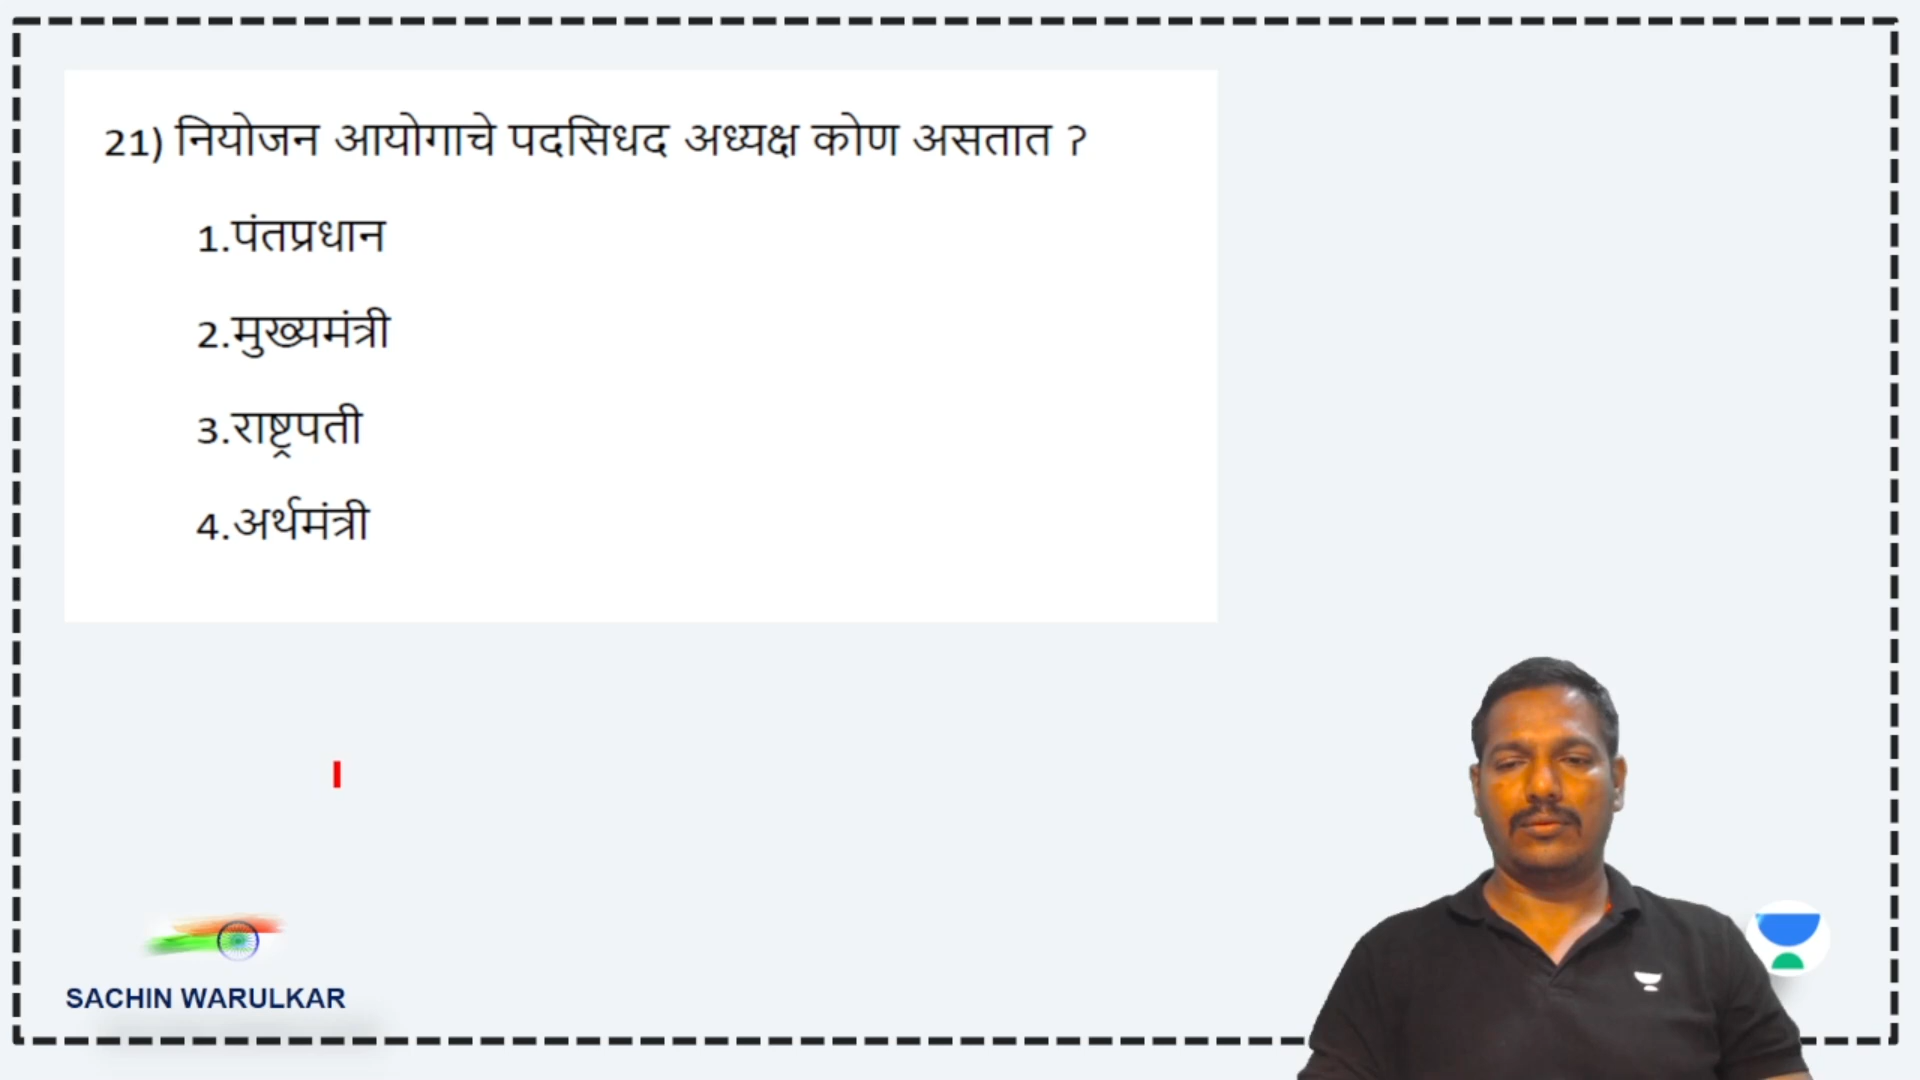 21) नियोजन आयोगाचे पदसिधद अध्यक्ष कोण असतात ?
1.पंतप्रधान
2.मुख्यमंत्री
3.राष्ट्रपती
4.अर्थमंत्री
SACHIN WARULKAR